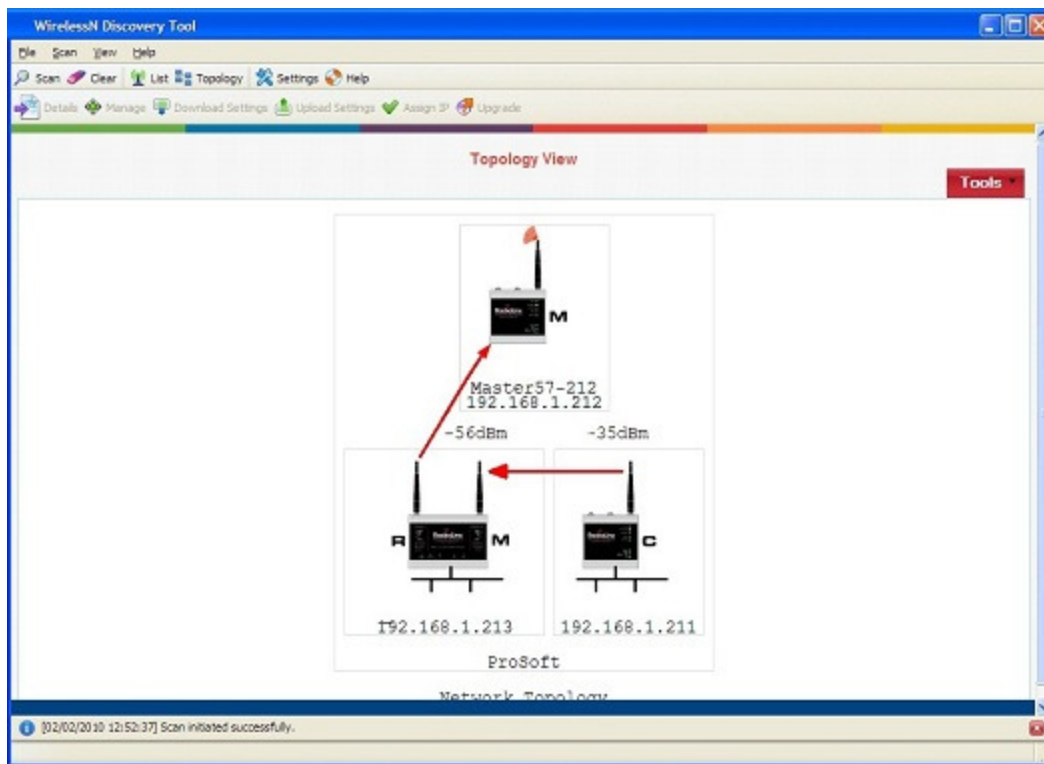 WirelessN Discovery Tool
File Scan View Help
Scan Clear List Topology Settings Help
Details Manage Download Settings Upload Settings Assign IP Upgrade
Topology View
Tools
M
Master57-212
192.168.1.212
-56dBm -35dBm
R M C
192.168.1.213 192.168.1.211
ProSoft
Network Topology
[02/02/2010 12:52:37] Scan initiated successfully.